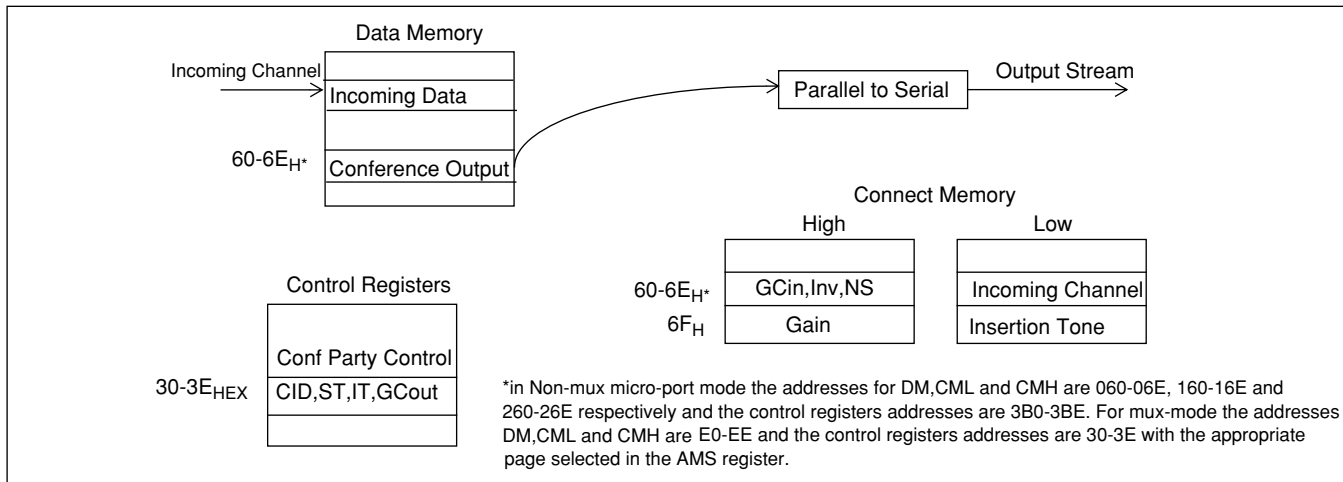 Data Memory
Incoming Channel
Incoming Data
60-6EH*
Conference Output
Parallel to Serial
Output Stream
Connect Memory
High
Low
60-6EH*
GCin,Inv,NS
Incoming Channel
6FH
Gain
Insertion Tone
Control Registers
Conf Party Control
30-3EHEX
CID,ST,IT,GCout
*in Non-mux micro-port mode the addresses for DM,CML and CMH are 060-06E, 160-16E and
260-26E respectively and the control registers addresses are 3B0-3BE. For mux-mode the addresses
DM,CML and CMH are E0-EE and the control registers addresses are 30-3E with the appropriate
page selected in the AMS register.